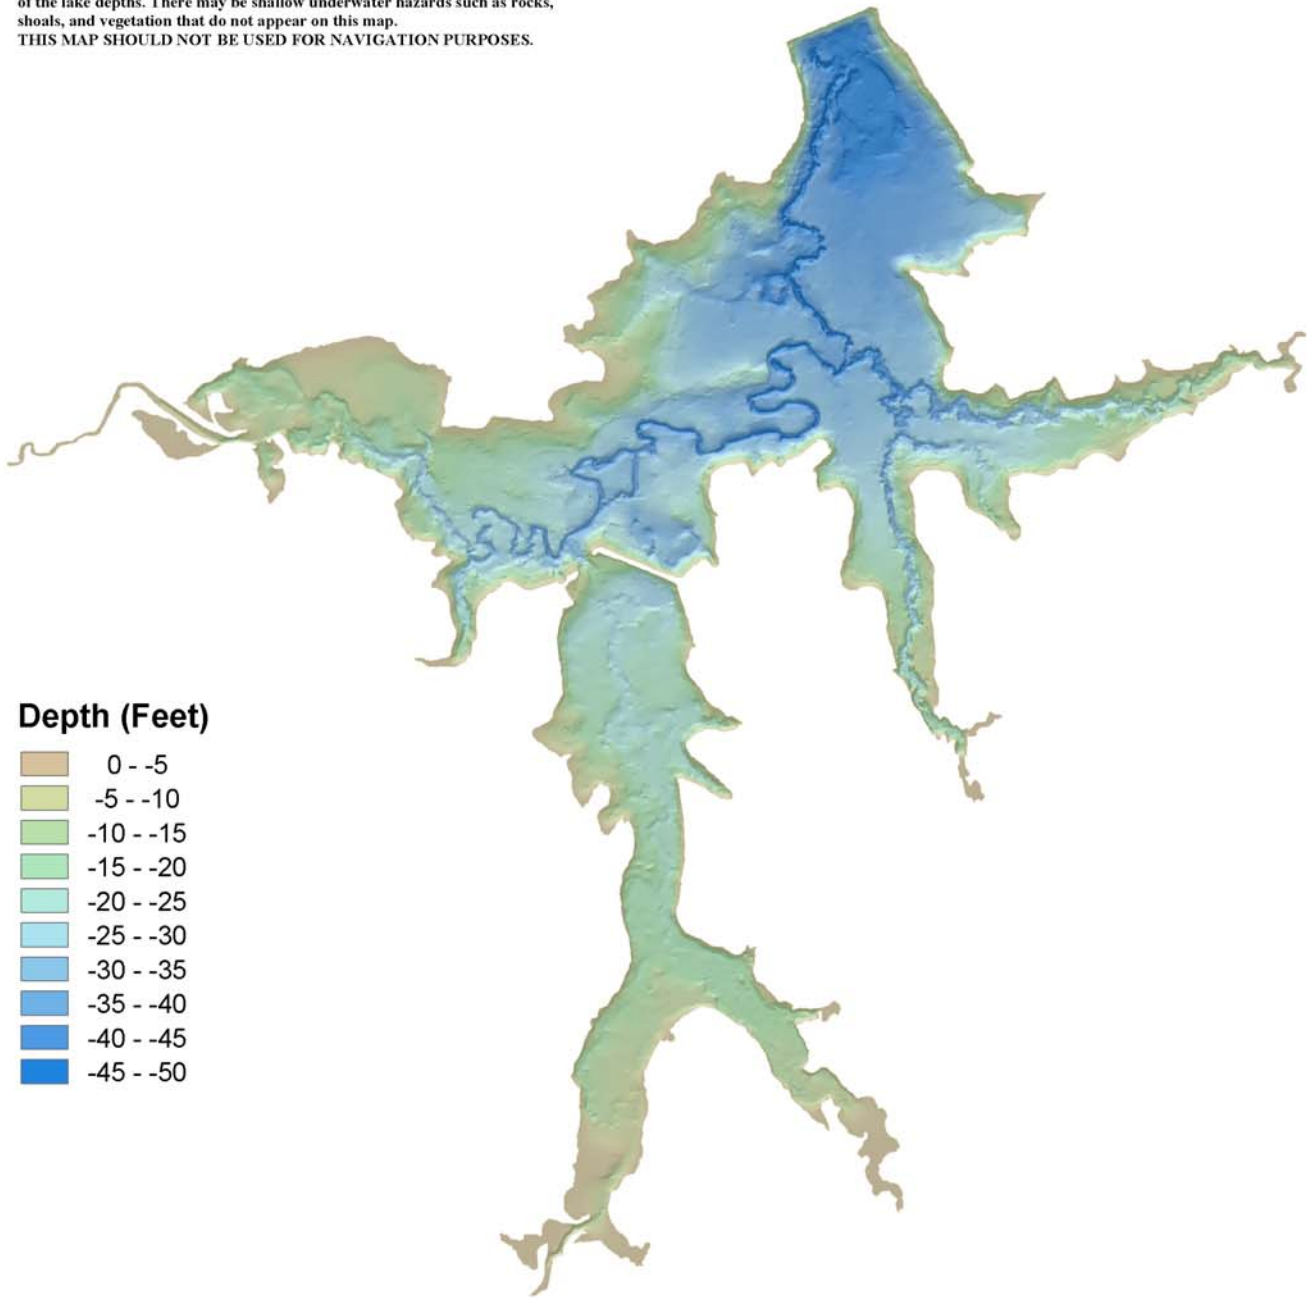 of the lake depths. There may be shallow underwater hazards such as rocks,
shoals, and vegetation that do not appear on this map.
THIS MAP SHOULD NOT BE USED FOR NAVIGATION PURPOSES.
Depth (Feet)
0 - -5
-5 - -10
-10 - -15
-15 - -20
-20 - -25
-25 - -30
-30 - -35
-35 - -40
-40 - -45
-45 - -50